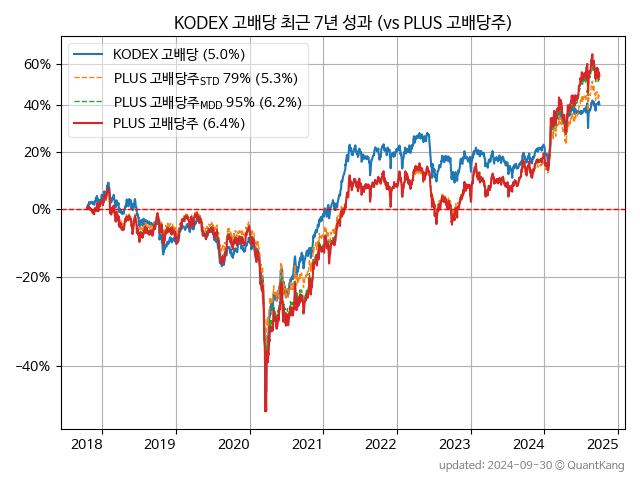 KODEX 고배당 최근 7년 성과 (vs PLUS 고배당주)
KODEX 고배당 (5.0%)
PLUS 고배당주STD 79% (5.3%)
PLUS 고배당주MDD 95% (6.2%)
PLUS 고배당주 (6.4%)
60%
40%
20%
0%
−20%
−40%
2018 2019 2020 2021 2022 2023 2024 2025
updated: 2024-09-30 © QuantKang